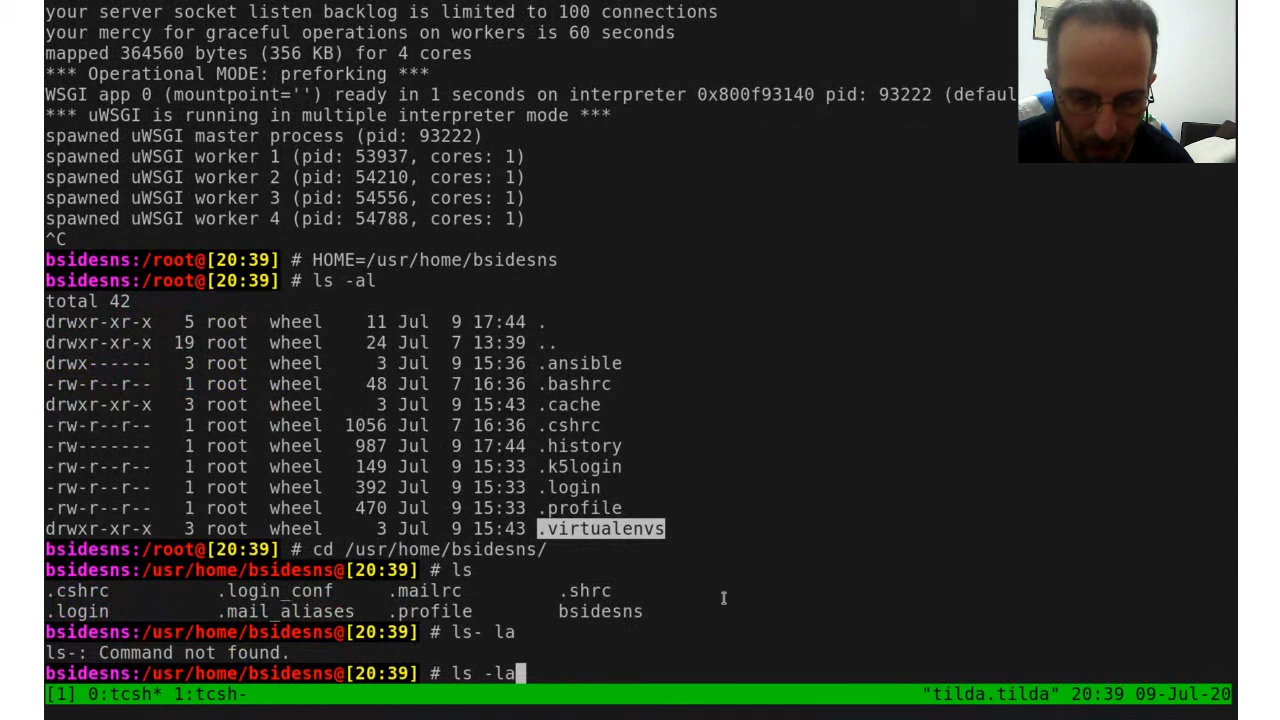 your server socket listen backlog is limited to 100 connections
your mercy for graceful operations on workers is 60 seconds
mapped 364560 bytes (356 KB) for 4 cores
*** Operational MODE: preforking ***
WSGI app 0 (mountpoint='') ready in 1 seconds on interpreter 0x800f93140 pid: 93222 (defaul
*** uWSGI is running in multiple interpreter mode ***
spawned uWSGI master process (pid: 93222)
spawned uWSGI worker 1 (pid: 53937, cores: 1)
spawned uWSGI worker 2 (pid: 54210, cores: 1)
spawned uWSGI worker 3 (pid: 54556, cores: 1)
spawned uWSGI worker 4 (pid: 54788, cores: 1)
^C
bsidesns:/root@[20:39] # HOME=/usr/home/bsidesns
bsidesns:/root@[20:39] # ls -al
total 42
drwxr-xr-x   5 root  wheel    11 Jul  9 17:44 .
drwxr-xr-x  19 root  wheel    24 Jul  7 13:39 ..
drwx------   3 root  wheel     3 Jul  9 15:36 .ansible
-rw-r--r--   1 root  wheel    48 Jul  7 16:36 .bashrc
drwxr-xr-x   3 root  wheel     3 Jul  9 15:43 .cache
-rw-r--r--   1 root  wheel  1056 Jul  7 16:36 .cshrc
-rw-------   1 root  wheel   987 Jul  9 17:44 .history
-rw-r--r--   1 root  wheel   149 Jul  9 15:33 .k5login
-rw-r--r--   1 root  wheel   392 Jul  9 15:33 .login
-rw-r--r--   1 root  wheel   470 Jul  9 15:33 .profile
drwxr-xr-x   3 root  wheel     3 Jul  9 15:43 .virtualenvs
bsidesns:/root@[20:39] # cd /usr/home/bsidesns/
bsidesns:/usr/home/bsidesns@[20:39] # ls
.cshrc          .login_conf     .mailrc         .shrc
.login          .mail_aliases   .profile        bsidesns
bsidesns:/usr/home/bsidesns@[20:39] # ls- la
ls-: Command not found.
bsidesns:/usr/home/bsidesns@[20:39] # ls -la
[1] 0:tcsh* 1:tcsh- "tilda.tilda" 20:39 09-Jul-20